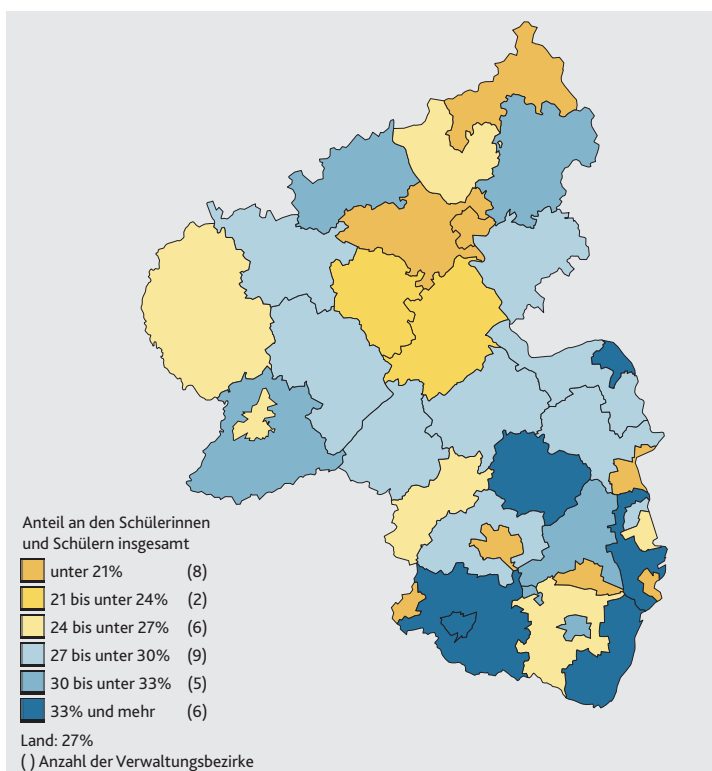 Anteil an den Schülerinnen
und Schülern insgesamt
unter 21% (8)
21 bis unter 24% (2)
24 bis unter 27% (6)
27 bis unter 30% (9)
30 bis unter 33% (5)
33% und mehr (6)
Land: 27%
( ) Anzahl der Verwaltungsbezirke